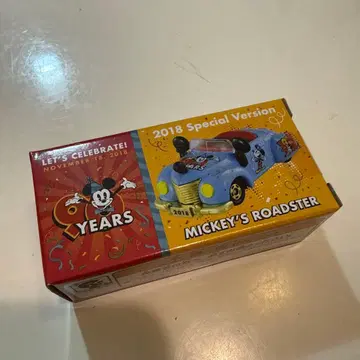 LET'S CELEBRATE!
NOVEMBER 18, 2018
90
YEARS
2018 Special Version
2018
MICKEY'S ROADSTER